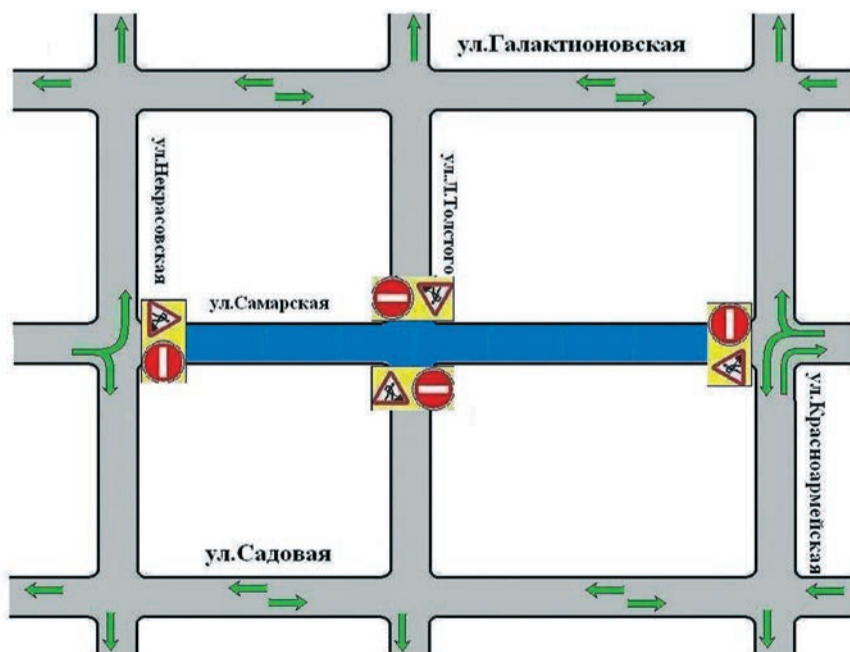 ул.Галактионовская
ул.Некрасовская
ул.Л.Толстого
ул.Самарская
ул.Красноармейская
ул.Садовая